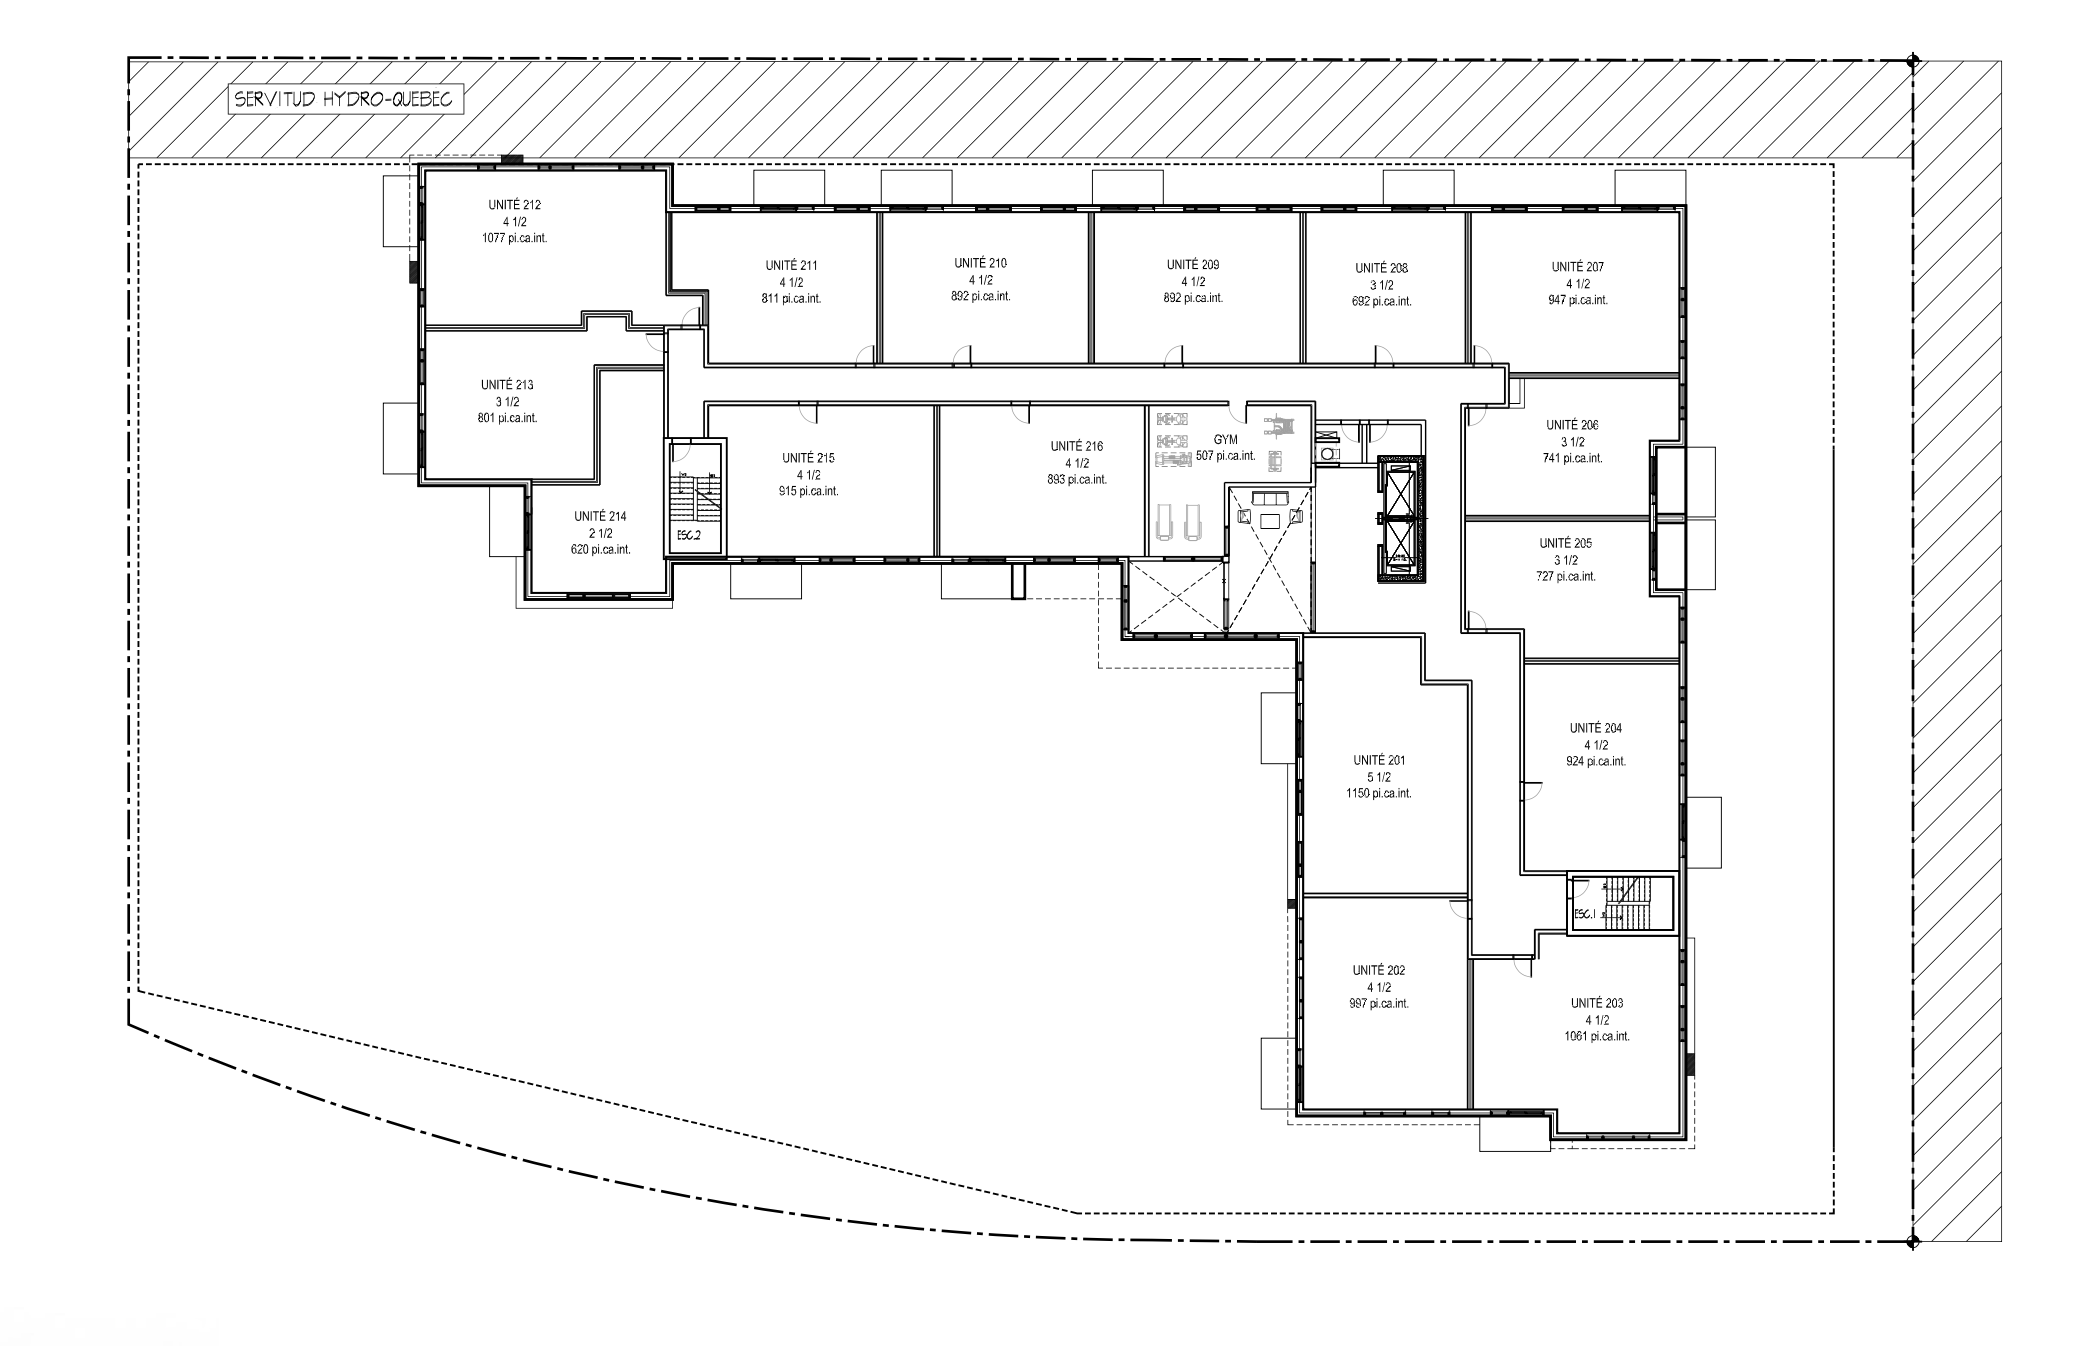 SERVITUD HYDRO-QUEBEC
UNITÉ 212
4 1/2
1077 pi.ca.int.
UNITÉ 211
4 1/2
811 pi.ca.int.
UNITÉ 210
4 1/2
892 pi.ca.int.
UNITÉ 209
4 1/2
892 pi.ca.int.
UNITÉ 208
3 1/2
692 pi.ca.int.
UNITÉ 207
4 1/2
947 pi.ca.int.
UNITÉ 213
3 1/2
801 pi.ca.int.
UNITÉ 215
4 1/2
915 pi.ca.int.
UNITÉ 216
4 1/2
893 pi.ca.int.
GYM
507 pi.ca.int.
UNITÉ 206
3 1/2
741 pi.ca.int.
UNITÉ 214
2 1/2
620 pi.ca.int.
ESC.2
UNITÉ 205
3 1/2
727 pi.ca.int.
UNITÉ 201
5 1/2
1150 pi.ca.int.
UNITÉ 204
4 1/2
924 pi.ca.int.
ESC.1
UNITÉ 202
4 1/2
997 pi.ca.int.
UNITÉ 203
4 1/2
1061 pi.ca.int.